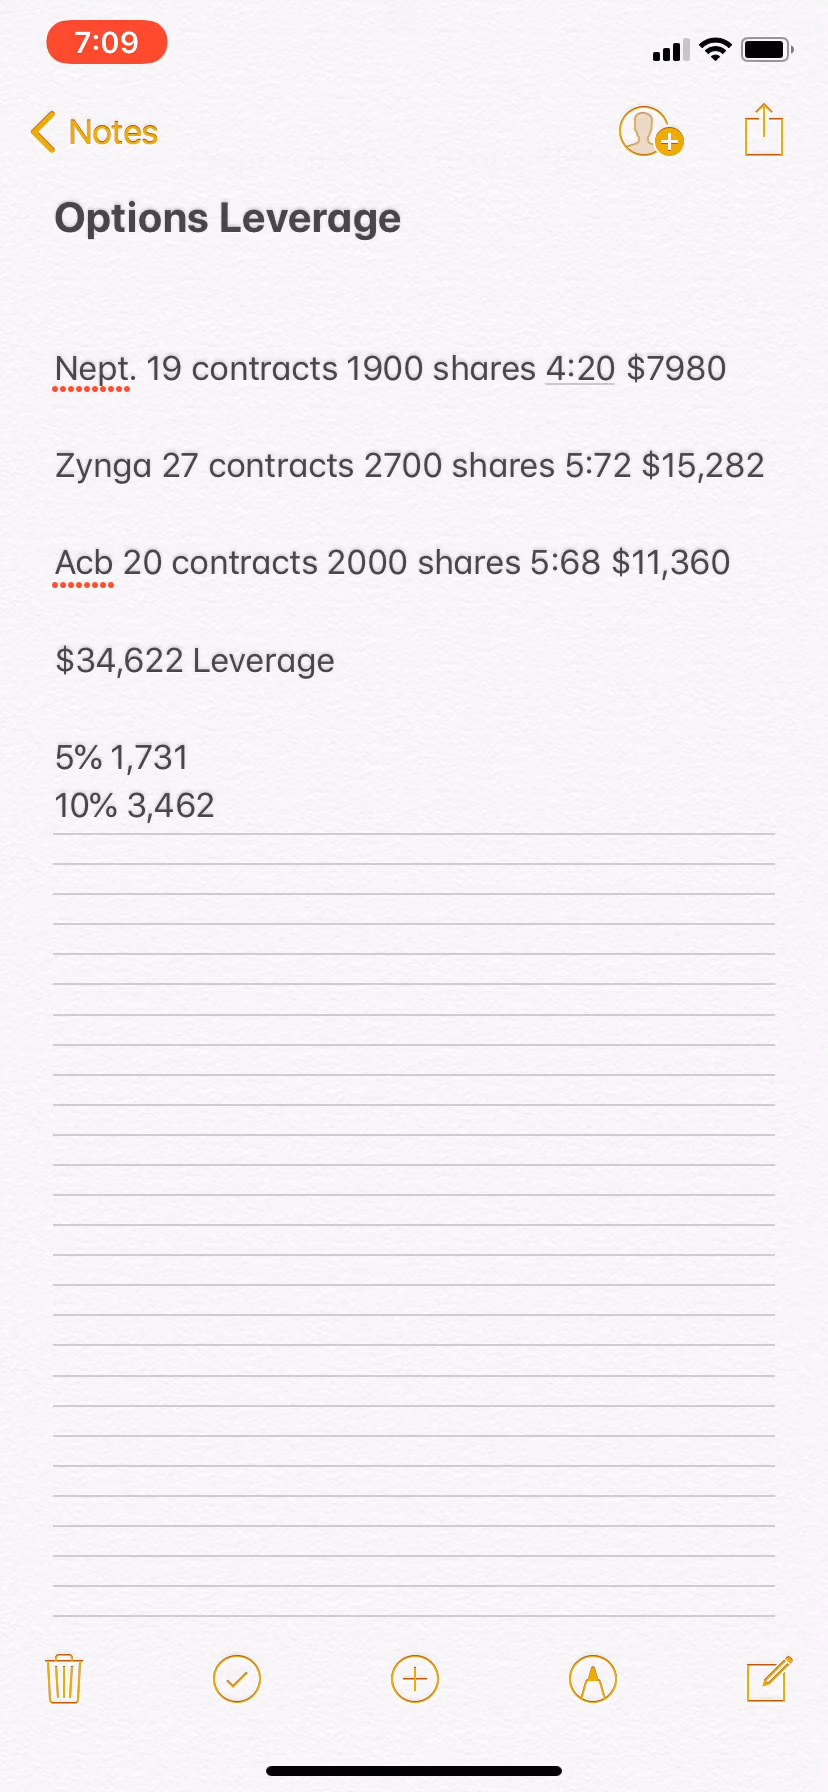 7:09
Notes
Options Leverage
Nept. 19 contracts 1900 shares 4:20 $7980
Zynga 27 contracts 2700 shares 5:72 $15,282
Acb 20 contracts 2000 shares 5:68 $11,360
$34,622 Leverage
5% 1,731
10% 3,462